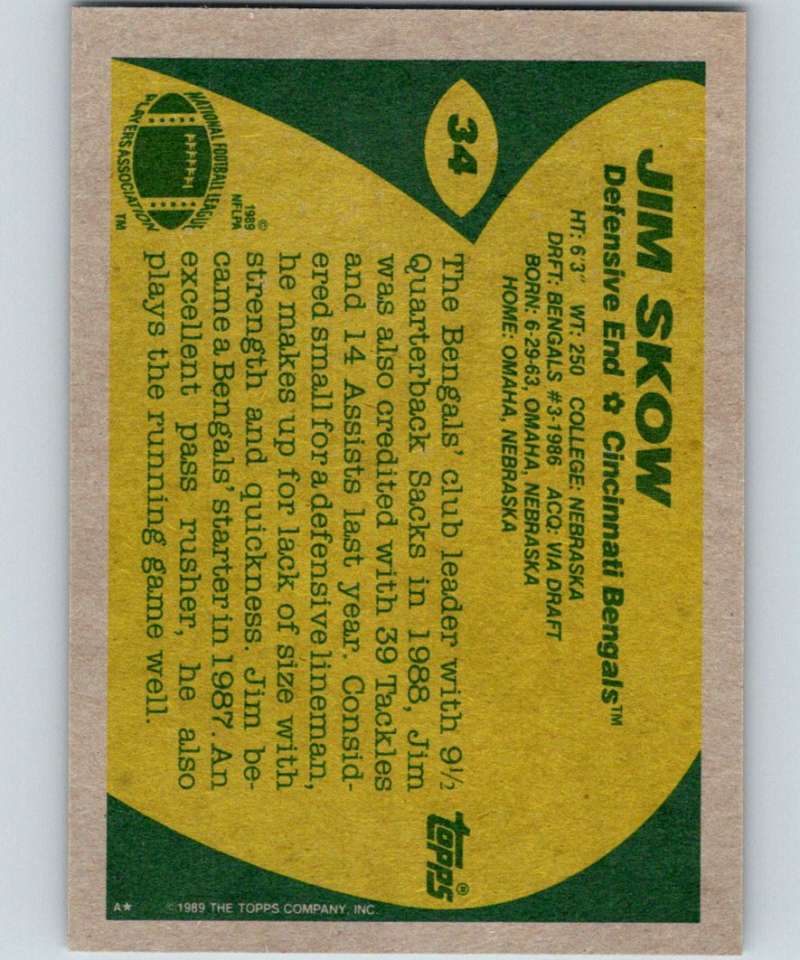 34
JIM SKOW
Defensive End ✩ Cincinnati Bengals™
HT: 6'3" WT: 250 COLLEGE: NEBRASKA
DRFT: BENGALS #3-1986 ACQ: VIA DRAFT
BORN: 6-29-63, OMAHA, NEBRASKA
HOME: OMAHA, NEBRASKA
The Bengals' club leader with 9½
Quarterback Sacks in 1988, Jim
was also credited with 39 Tackles
and 14 Assists last year. Consid-
ered small for a defensive lineman,
he makes up for lack of size with
strength and quickness. Jim be-
came a Bengals' starter in 1987. An
excellent pass rusher, he also
plays the running game well.
NATIONAL FOOTBALL LEAGUE
PLAYERS ASSOCIATION
™
©
1989
NFLPA
topps®
A* © 1989 THE TOPPS COMPANY, INC.